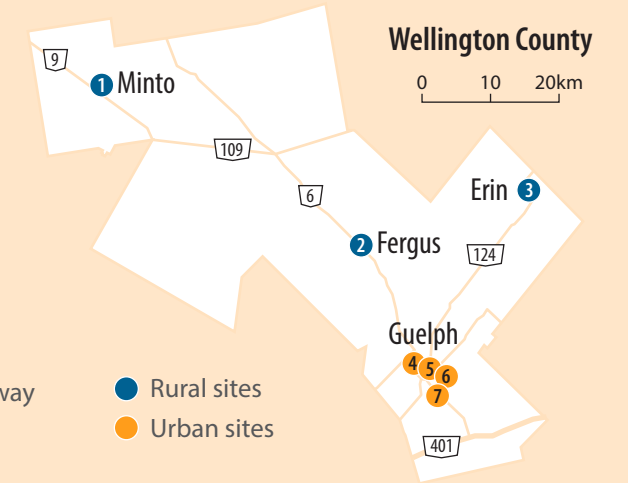 Wellington County
0 10 20km
9
1 Minto
109
6
Erin 3
2 Fergus
124
Guelph
4 5 6
7
Rural sites
Urban sites
401